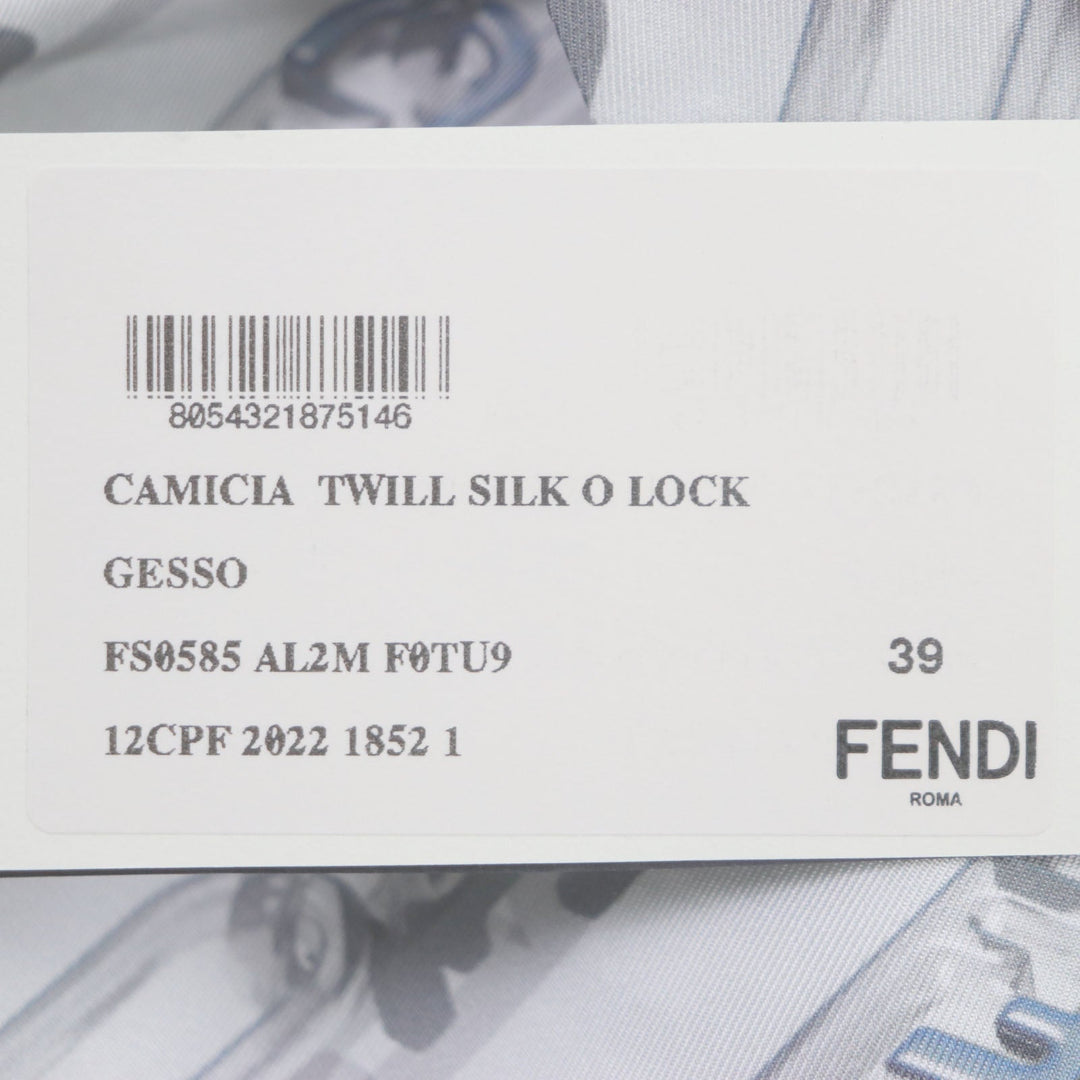 8054321875146
CAMICIA TWILL SILK O LOCK
GESSO
FS0585 AL2M F0TU9
39
12CPF 2022 1852 1
FENDI
ROMA